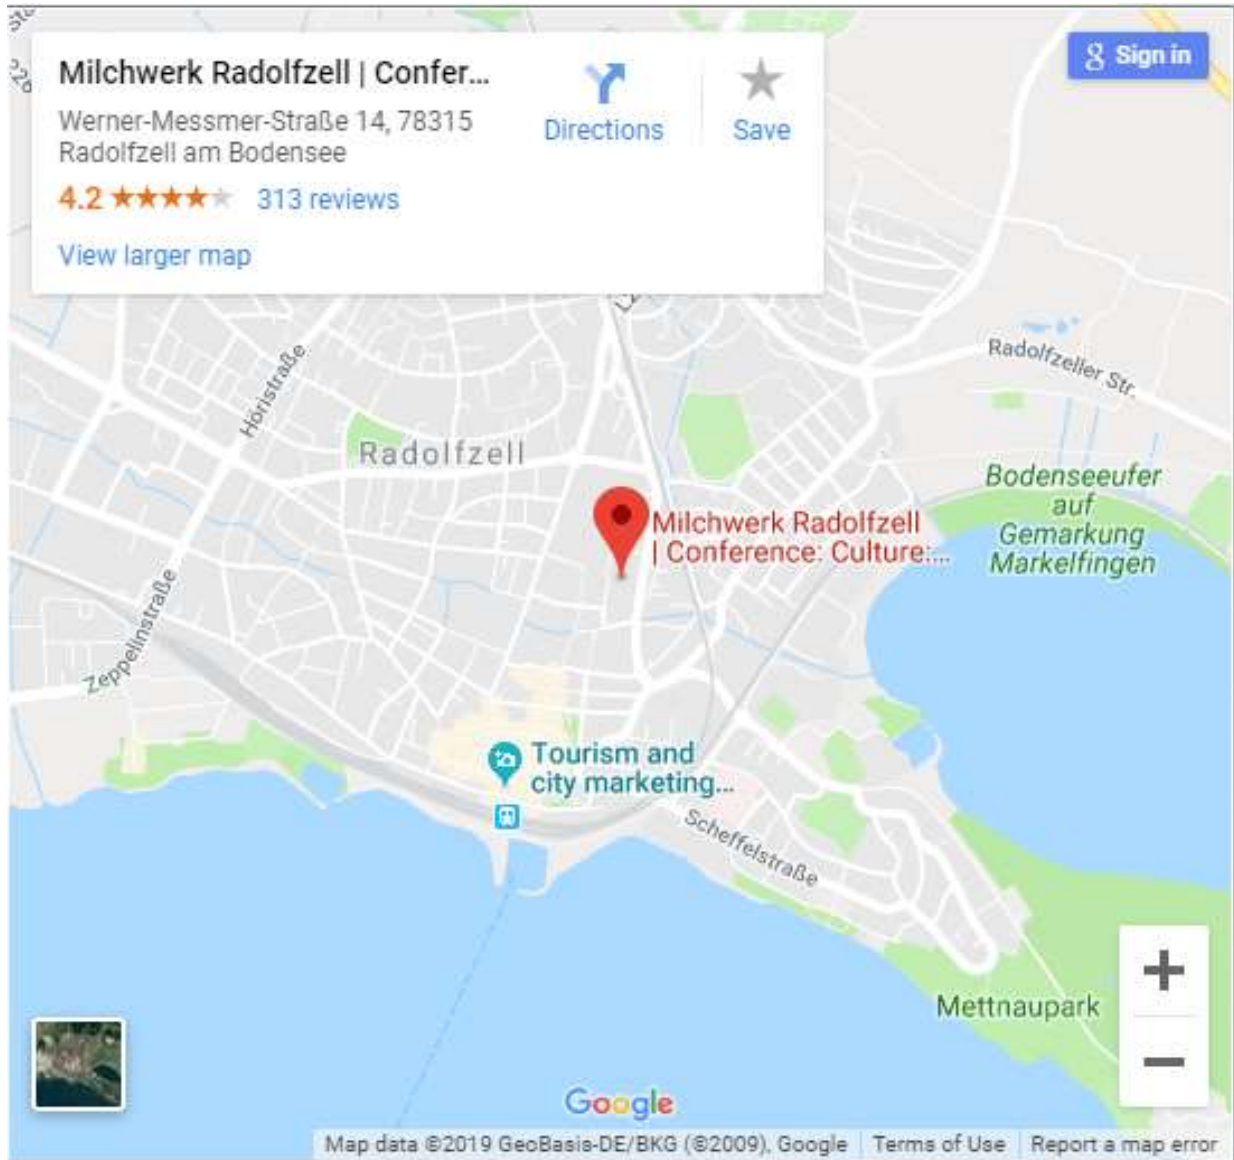 Milchwerk Radolfzell | Confer...
Werner-Messmer-Straße 14, 78315
Radolfzell am Bodensee
4.2
313 reviews
View larger map
Directions
Save
Sign in
Höristraße
Radolfzell
Radolfzeller Str.
Bodenseeufer
auf
Gemarkung
Markelfingen
Milchwerk Radolfzell
| Conference: Culture:...
Zeppelinstraße
Tourism and
city marketing...
Scheffelstraße
Mettnaupark
+
−
Google
Map data ©2019 GeoBasis-DE/BKG (©2009), Google
Terms of Use
Report a map error